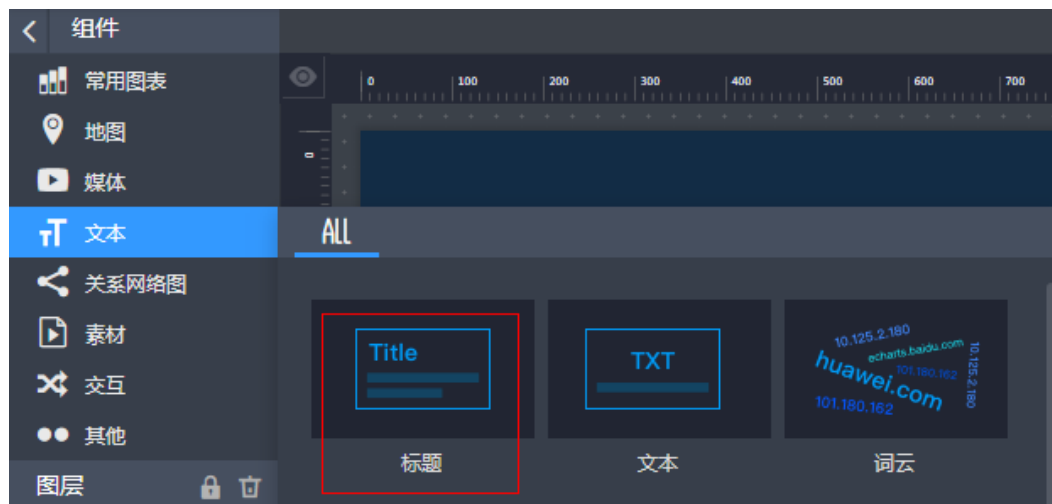 组件
常用图表
0 100 200 300 400 500 600 700
地图
0
媒体
文本
ALL
关系网络图
素材
交互
其他
图层
Title
TXT
10.125.2.180
echarts.baidu.com
huawei.com
101.180.162
101.180.162
10.125.2.180
标题 文本 词云